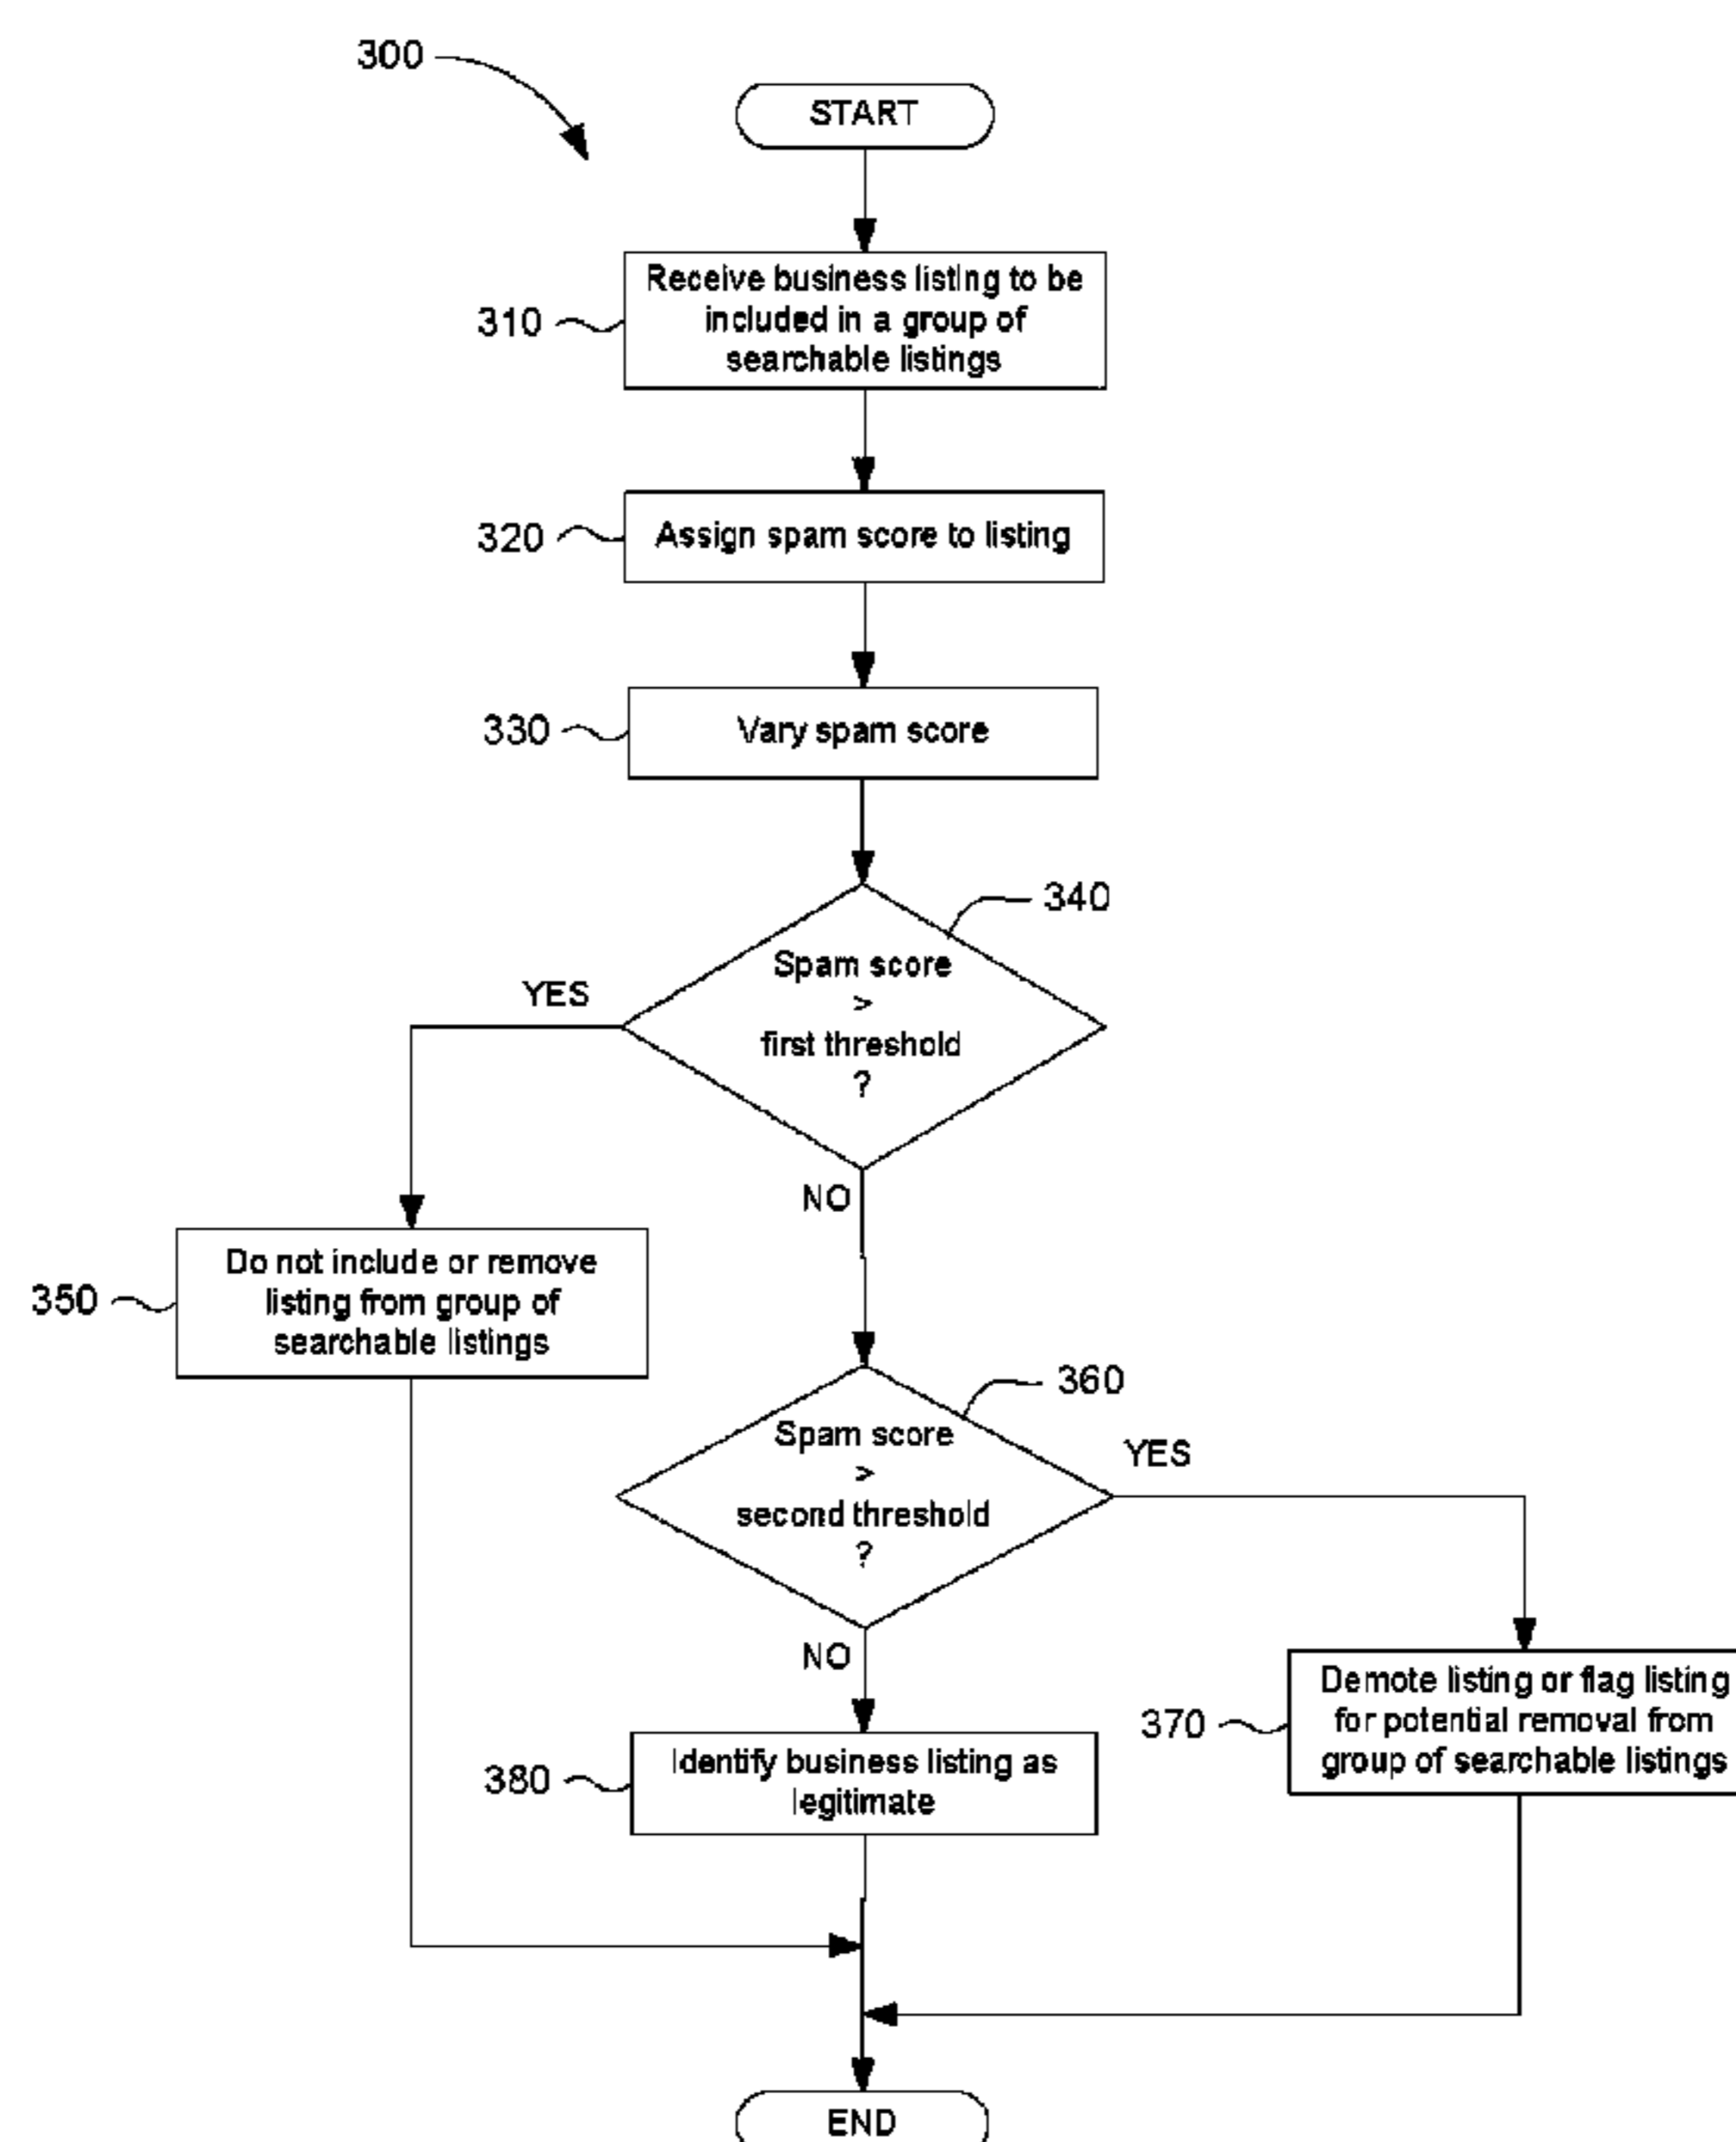 300
START
310
Receive business listing to be
included in a group of
searchable listings
320
Assign spam score to listing
330
Vary spam score
340
Spam score
>
first threshold
?
YES
NO
350
Do not include or remove
listing from group of
searchable listings
360
Spam score
>
second threshold
?
YES
NO
370
Demote listing or flag listing
for potential removal from
group of searchable listings
380
Identify business listing as
legitimate
END